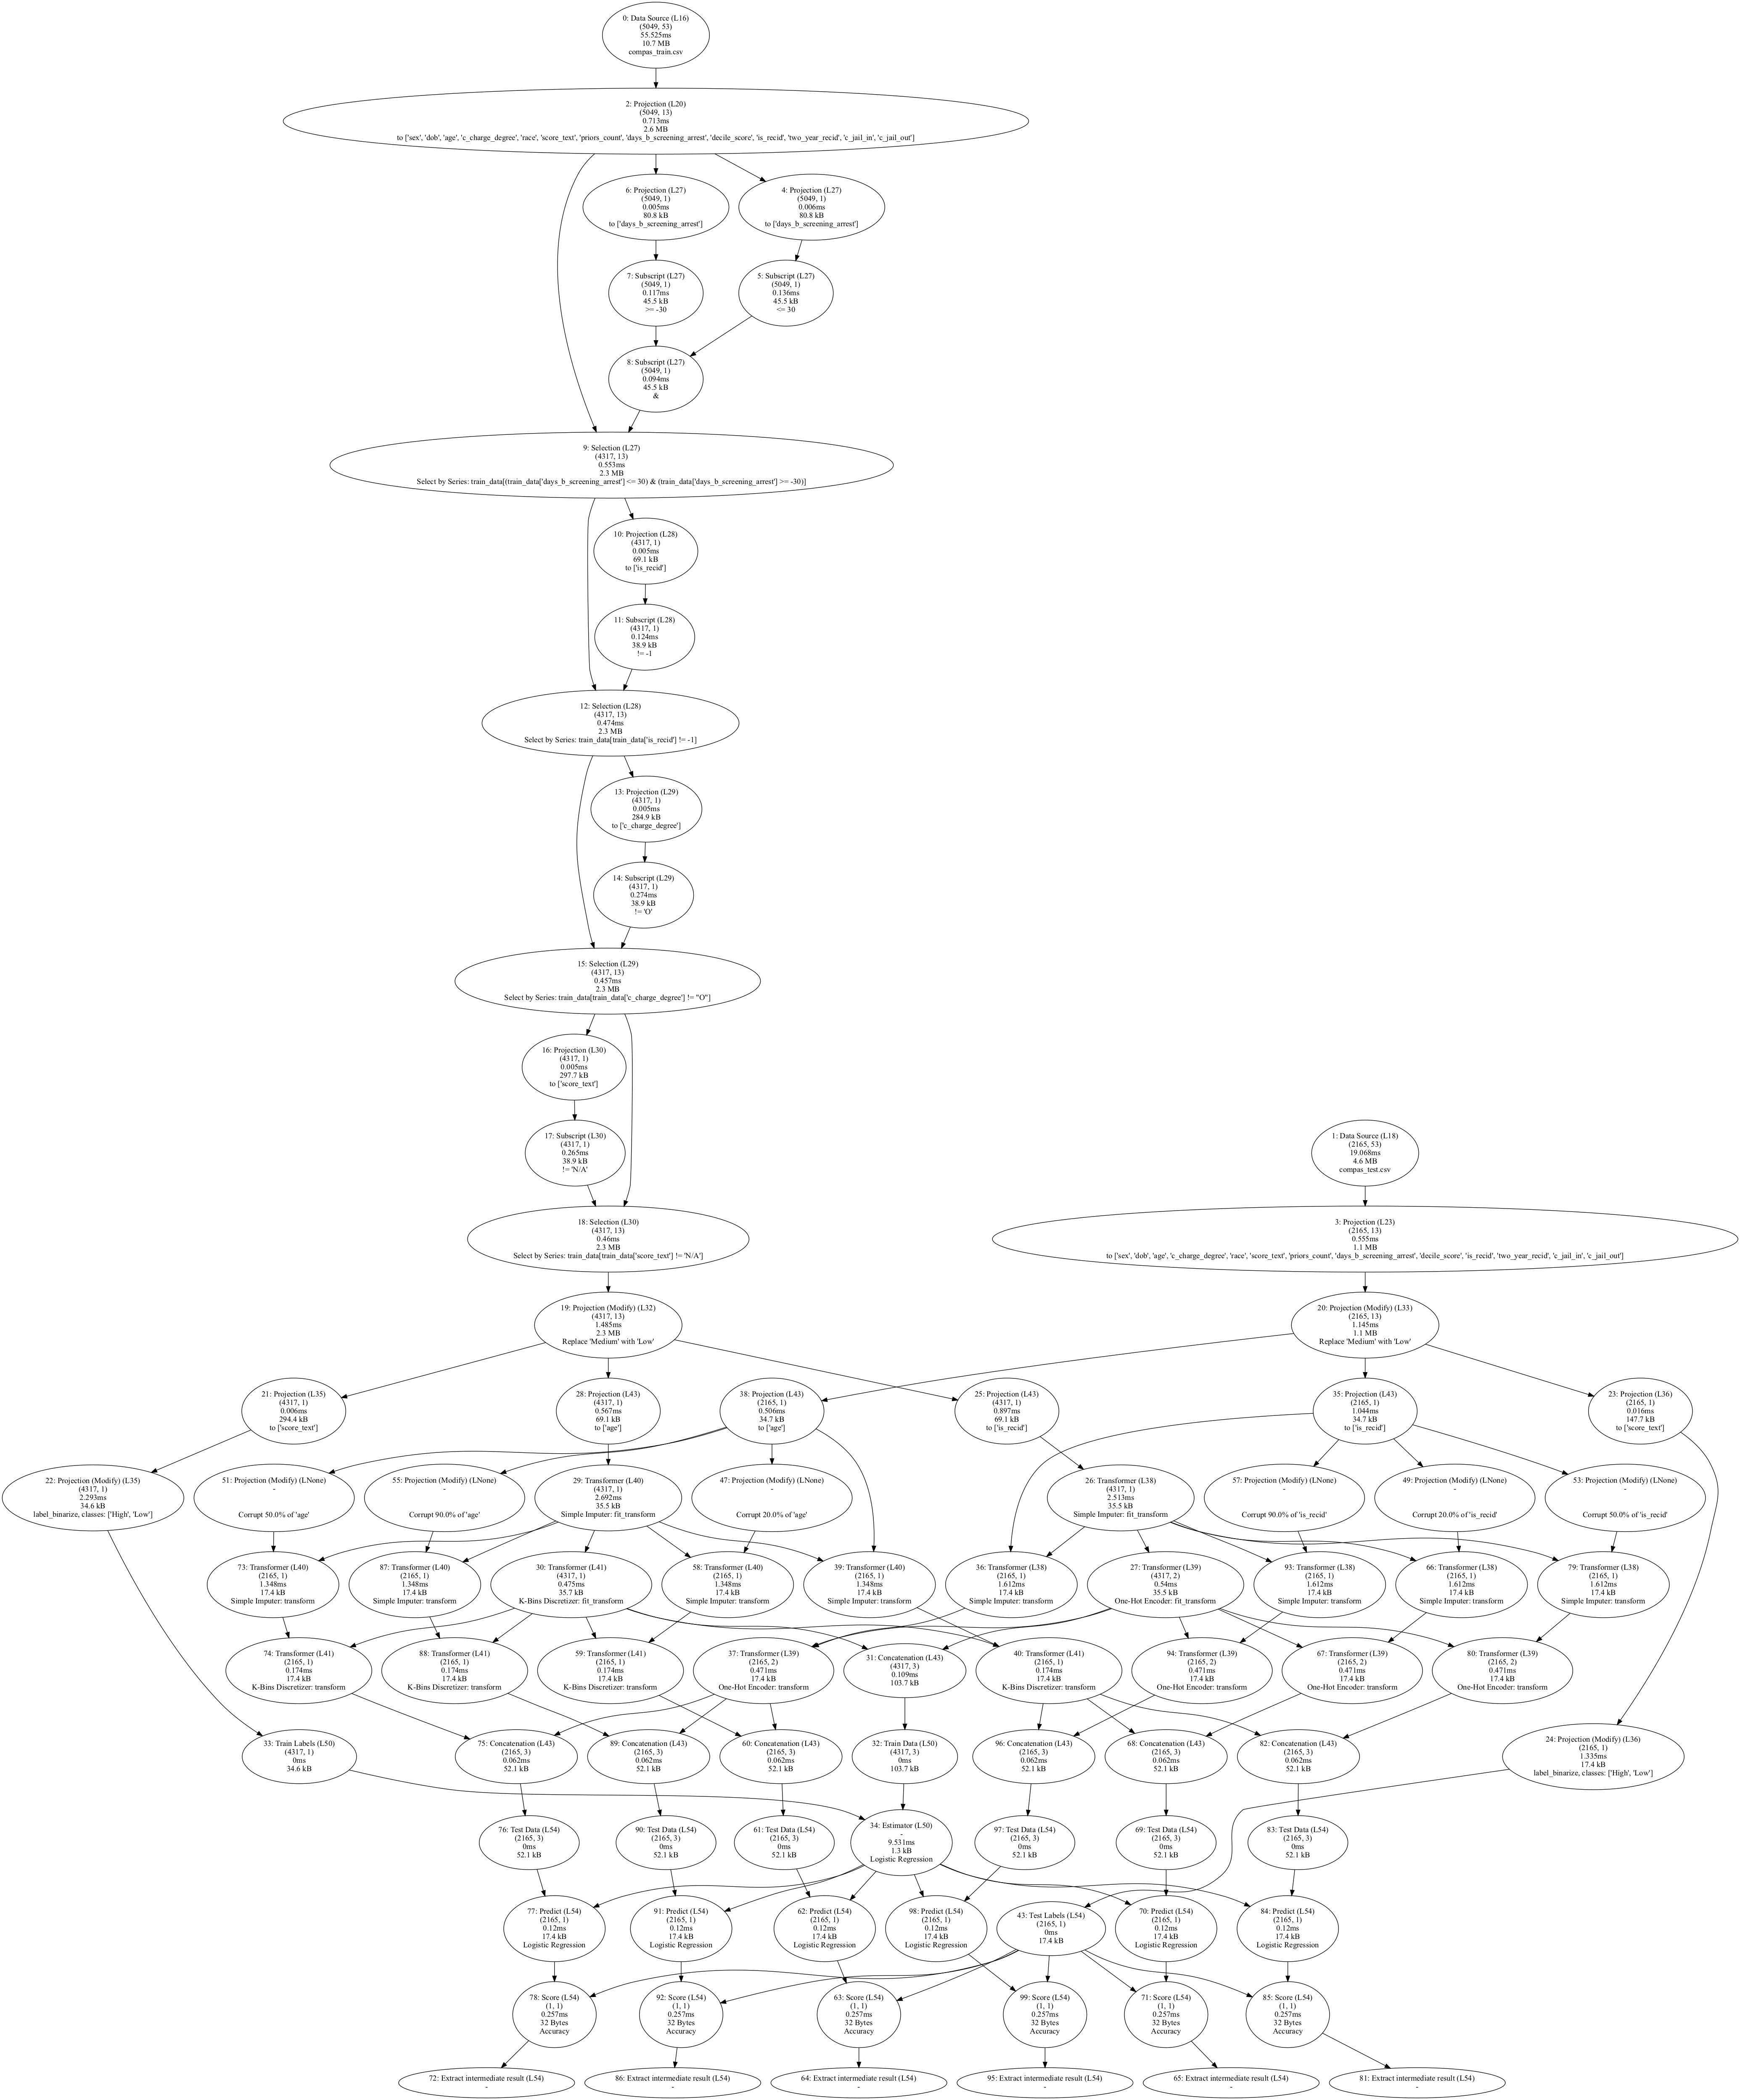 0: Data Source (L16)
(5049, 53)
55.525ms
10.7 MB
compas_train.csv
2: Projection (L20)
(5049, 13)
0.713ms
2.6 MB
to ['sex', 'dob', 'age', 'c_charge_degree', 'race', 'score_text', 'priors_count', 'days_b_screening_arrest', 'decile_score', 'is_recid', 'two_year_recid', 'c_jail_in', 'c_jail_out']
6: Projection (L27)
(5049, 1)
0.005ms
80.8 kB
to ['days_b_screening_arrest']
4: Projection (L27)
(5049, 1)
0.006ms
80.8 kB
to ['days_b_screening_arrest']
7: Subscript (L27)
(5049, 1)
0.117ms
45.5 kB
>= -30
5: Subscript (L27)
(5049, 1)
0.136ms
45.5 kB
<= 30
8: Subscript (L27)
(5049, 1)
0.094ms
45.5 kB
&
9: Selection (L27)
(4317, 13)
0.553ms
2.3 MB
Select by Series: train_data[(train_data['days_b_screening_arrest'] <= 30) & (train_data['days_b_screening_arrest'] >= -30)]
10: Projection (L28)
(4317, 1)
0.005ms
69.1 kB
to ['is_recid']
11: Subscript (L28)
(4317, 1)
0.124ms
38.9 kB
!= -1
12: Selection (L28)
(4317, 13)
0.474ms
2.3 MB
Select by Series: train_data[train_data['is_recid'] != -1]
13: Projection (L29)
(4317, 1)
0.005ms
284.9 kB
to ['c_charge_degree']
14: Subscript (L29)
(4317, 1)
0.274ms
38.9 kB
!= 'O'
15: Selection (L29)
(4317, 13)
0.457ms
2.3 MB
Select by Series: train_data[train_data['c_charge_degree'] != "O"]
16: Projection (L30)
(4317, 1)
0.005ms
297.7 kB
to ['score_text']
17: Subscript (L30)
(4317, 1)
0.265ms
38.9 kB
!= 'N/A'
1: Data Source (L18)
(2165, 53)
19.068ms
4.6 MB
compas_test.csv
18: Selection (L30)
(4317, 13)
0.46ms
2.3 MB
Select by Series: train_data[train_data['score_text'] != 'N/A']
3: Projection (L23)
(2165, 13)
0.555ms
1.1 MB
to ['sex', 'dob', 'age', 'c_charge_degree', 'race', 'score_text', 'priors_count', 'days_b_screening_arrest', 'decile_score', 'is_recid', 'two_year_recid', 'c_jail_in', 'c_jail_out']
19: Projection (Modify) (L32)
(4317, 13)
1.485ms
2.3 MB
Replace 'Medium' with 'Low'
20: Projection (Modify) (L33)
(2165, 13)
1.145ms
1.1 MB
Replace 'Medium' with 'Low'
21: Projection (L35)
(4317, 1)
0.006ms
294.4 kB
to ['score_text']
28: Projection (L43)
(4317, 1)
0.567ms
69.1 kB
to ['age']
38: Projection (L43)
(2165, 1)
0.506ms
34.7 kB
to ['age']
25: Projection (L43)
(4317, 1)
0.897ms
69.1 kB
to ['is_recid']
35: Projection (L43)
(2165, 1)
1.044ms
34.7 kB
to ['is_recid']
23: Projection (L36)
(2165, 1)
0.016ms
147.7 kB
to ['score_text']
22: Projection (Modify) (L35)
(4317, 1)
2.293ms
34.6 kB
label_binarize, classes: ['High', 'Low']
51: Projection (Modify) (LNone)
-
Corrupt 50.0% of 'age'
55: Projection (Modify) (LNone)
-
Corrupt 90.0% of 'age'
29: Transformer (L40)
(4317, 1)
2.692ms
35.5 kB
Simple Imputer: fit_transform
47: Projection (Modify) (LNone)
-
Corrupt 20.0% of 'age'
26: Transformer (L38)
(4317, 1)
2.513ms
35.5 kB
Simple Imputer: fit_transform
57: Projection (Modify) (LNone)
-
Corrupt 90.0% of 'is_recid'
49: Projection (Modify) (LNone)
-
Corrupt 20.0% of 'is_recid'
53: Projection (Modify) (LNone)
-
Corrupt 50.0% of 'is_recid'
73: Transformer (L40)
(2165, 1)
1.348ms
17.4 kB
Simple Imputer: transform
87: Transformer (L40)
(2165, 1)
1.348ms
17.4 kB
Simple Imputer: transform
30: Transformer (L41)
(4317, 1)
0.475ms
35.7 kB
K-Bins Discretizer: fit_transform
58: Transformer (L40)
(2165, 1)
1.348ms
17.4 kB
Simple Imputer: transform
39: Transformer (L40)
(2165, 1)
1.348ms
17.4 kB
Simple Imputer: transform
36: Transformer (L38)
(2165, 1)
1.612ms
17.4 kB
Simple Imputer: transform
27: Transformer (L39)
(4317, 2)
0.54ms
35.5 kB
One-Hot Encoder: fit_transform
93: Transformer (L38)
(2165, 1)
1.612ms
17.4 kB
Simple Imputer: transform
66: Transformer (L38)
(2165, 1)
1.612ms
17.4 kB
Simple Imputer: transform
79: Transformer (L38)
(2165, 1)
1.612ms
17.4 kB
Simple Imputer: transform
74: Transformer (L41)
(2165, 1)
0.174ms
17.4 kB
K-Bins Discretizer: transform
88: Transformer (L41)
(2165, 1)
0.174ms
17.4 kB
K-Bins Discretizer: transform
59: Transformer (L41)
(2165, 1)
0.174ms
17.4 kB
K-Bins Discretizer: transform
37: Transformer (L39)
(2165, 2)
0.471ms
17.4 kB
One-Hot Encoder: transform
31: Concatenation (L43)
(4317, 3)
0.109ms
103.7 kB
40: Transformer (L41)
(2165, 1)
0.174ms
17.4 kB
K-Bins Discretizer: transform
94: Transformer (L39)
(2165, 2)
0.471ms
17.4 kB
One-Hot Encoder: transform
67: Transformer (L39)
(2165, 2)
0.471ms
17.4 kB
One-Hot Encoder: transform
80: Transformer (L39)
(2165, 2)
0.471ms
17.4 kB
One-Hot Encoder: transform
33: Train Labels (L50)
(4317, 1)
0ms
34.6 kB
75: Concatenation (L43)
(2165, 3)
0.062ms
52.1 kB
89: Concatenation (L43)
(2165, 3)
0.062ms
52.1 kB
60: Concatenation (L43)
(2165, 3)
0.062ms
52.1 kB
32: Train Data (L50)
(4317, 3)
0ms
103.7 kB
96: Concatenation (L43)
(2165, 3)
0.062ms
52.1 kB
68: Concatenation (L43)
(2165, 3)
0.062ms
52.1 kB
82: Concatenation (L43)
(2165, 3)
0.062ms
52.1 kB
24: Projection (Modify) (L36)
(2165, 1)
1.335ms
17.4 kB
label_binarize, classes: ['High', 'Low']
76: Test Data (L54)
(2165, 3)
0ms
52.1 kB
90: Test Data (L54)
(2165, 3)
0ms
52.1 kB
61: Test Data (L54)
(2165, 3)
0ms
52.1 kB
34: Estimator (L50)
-
9.531ms
1.3 kB
Logistic Regression
97: Test Data (L54)
(2165, 3)
0ms
52.1 kB
69: Test Data (L54)
(2165, 3)
0ms
52.1 kB
83: Test Data (L54)
(2165, 3)
0ms
52.1 kB
77: Predict (L54)
(2165, 1)
0.12ms
17.4 kB
Logistic Regression
91: Predict (L54)
(2165, 1)
0.12ms
17.4 kB
Logistic Regression
62: Predict (L54)
(2165, 1)
0.12ms
17.4 kB
Logistic Regression
98: Predict (L54)
(2165, 1)
0.12ms
17.4 kB
Logistic Regression
43: Test Labels (L54)
(2165, 1)
0ms
17.4 kB
70: Predict (L54)
(2165, 1)
0.12ms
17.4 kB
Logistic Regression
84: Predict (L54)
(2165, 1)
0.12ms
17.4 kB
Logistic Regression
78: Score (L54)
(1, 1)
0.257ms
32 Bytes
Accuracy
92: Score (L54)
(1, 1)
0.257ms
32 Bytes
Accuracy
63: Score (L54)
(1, 1)
0.257ms
32 Bytes
Accuracy
99: Score (L54)
(1, 1)
0.257ms
32 Bytes
Accuracy
71: Score (L54)
(1, 1)
0.257ms
32 Bytes
Accuracy
85: Score (L54)
(1, 1)
0.257ms
32 Bytes
Accuracy
72: Extract intermediate result (L54)
-
86: Extract intermediate result (L54)
-
64: Extract intermediate result (L54)
-
95: Extract intermediate result (L54)
-
65: Extract intermediate result (L54)
-
81: Extract intermediate result (L54)
-